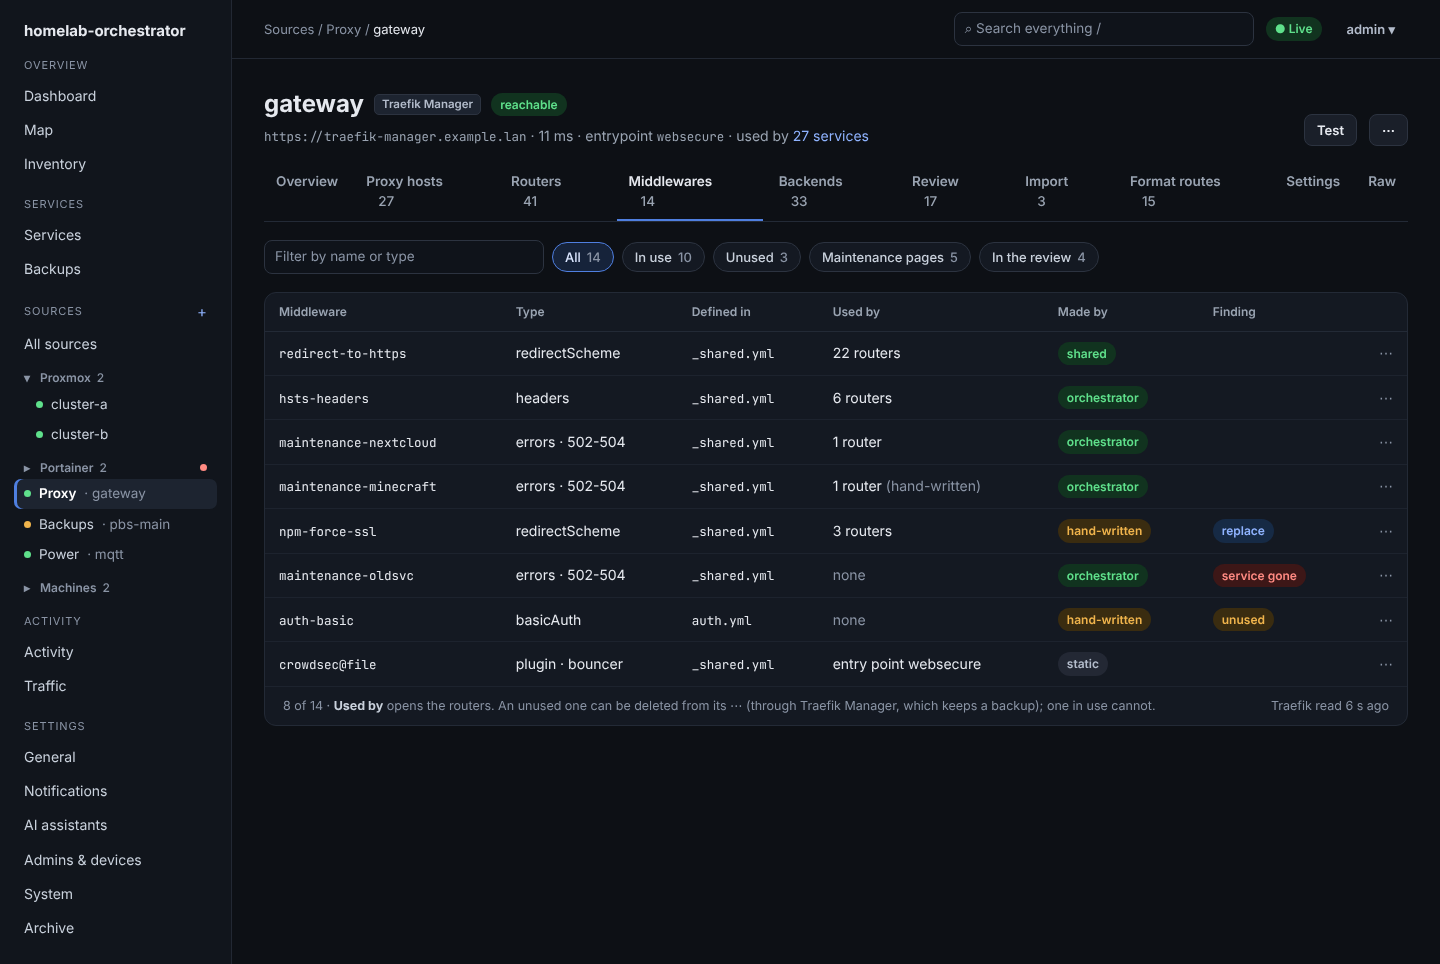 homelab-orchestrator
OVERVIEW
Dashboard
Map
Inventory
SERVICES
Services
Backups
SOURCES +
All sources
▾ Proxmox 2
cluster-a
cluster-b
▸ Portainer 2
Proxy · gateway
Backups · pbs-main
Power · mqtt
▸ Machines 2
ACTIVITY
Activity
Traffic
SETTINGS
General
Notifications
AI assistants
Admins & devices
System
Archive
Sources / Proxy / gateway
Search everything /
Live
admin ▾
gateway Traefik Manager reachable
https://traefik-manager.example.lan · 11 ms · entrypoint websecure · used by 27 services
Test ···
Overview Proxy hosts Routers Middlewares Backends Review Import Format routes Settings Raw
27 41 14 33 17 3 15
Filter by name or type
All 14 In use 10 Unused 3 Maintenance pages 5 In the review 4
Middleware Type Defined in Used by Made by Finding
redirect-to-https redirectScheme _shared.yml 22 routers shared ···
hsts-headers headers _shared.yml 6 routers orchestrator ···
maintenance-nextcloud errors · 502-504 _shared.yml 1 router orchestrator ···
maintenance-minecraft errors · 502-504 _shared.yml 1 router (hand-written) orchestrator ···
npm-force-ssl redirectScheme _shared.yml 3 routers hand-written replace ···
maintenance-oldsvc errors · 502-504 _shared.yml none orchestrator service gone ···
auth-basic basicAuth auth.yml none hand-written unused ···
crowdsec@file plugin · bouncer _shared.yml entry point websecure static ···
8 of 14 · Used by opens the routers. An unused one can be deleted from its ··· (through Traefik Manager, which keeps a backup); one in use cannot. Traefik read 6 s ago